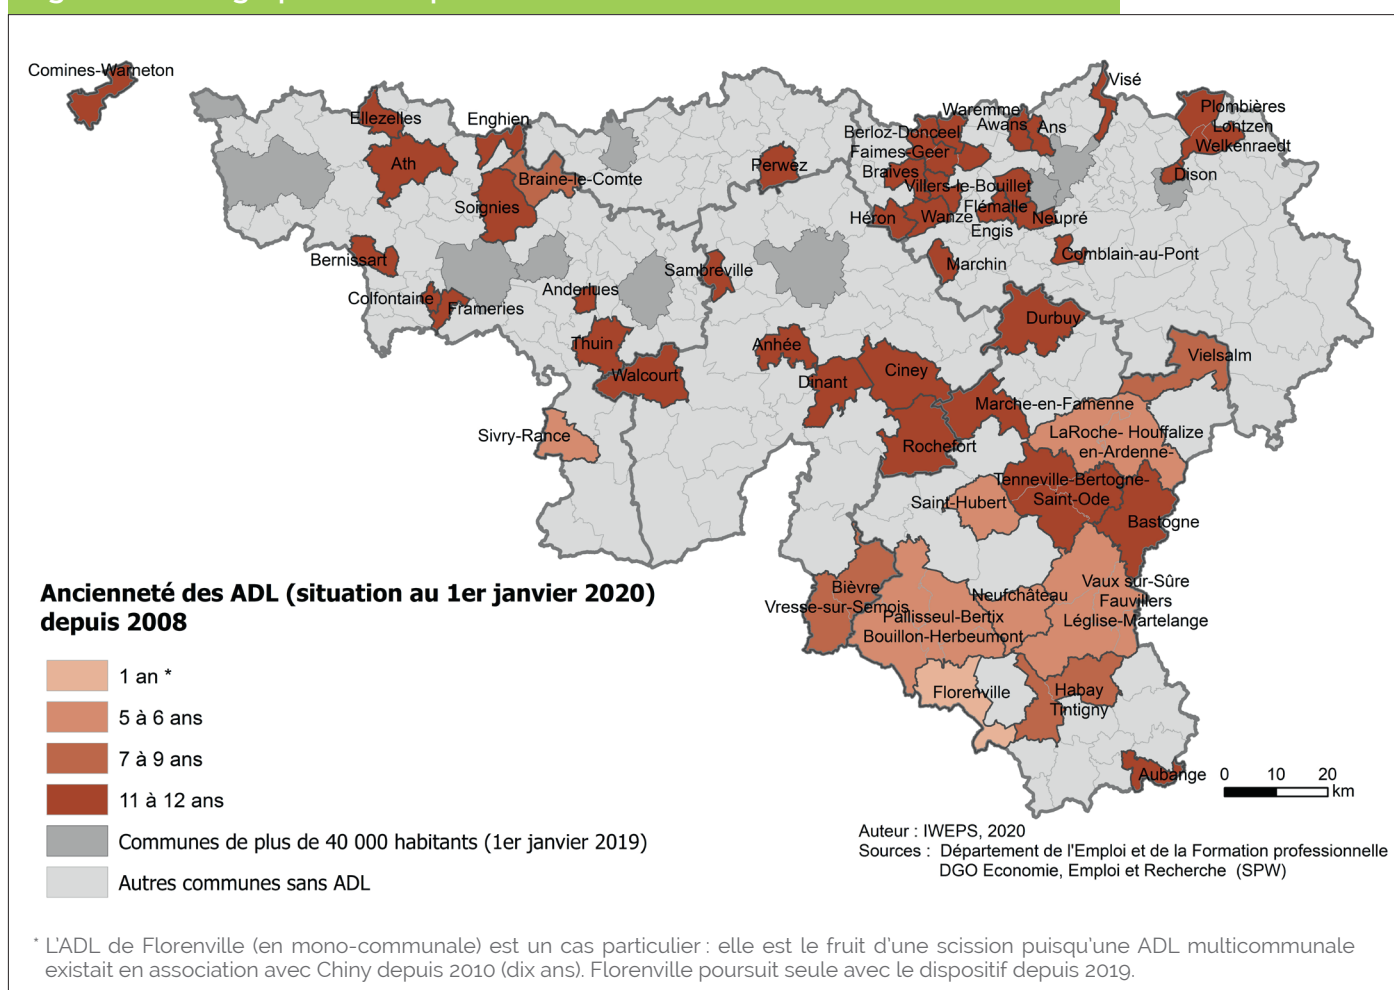 Comines-Warneton
Visé
Ellezelles
Enghien
Waremme
Plombières
Berloz-Donceel
Awans
Ans
Lontzen
Ath
Perwez
Faimes-Geer
Welkenraedt
Braine-le-Comte
Braives
Dison
Villers-le-Bouillet
Soignies
Flémalle
Héron
Wanze
Neupré
Engis
Bernissart
Sambreville
Marchin
Comblain-au-Pont
Colfontaine
Frameries
Anderlues
Durbuy
Thuin
Anhée
Vielsalm
Walcourt
Dinant
Ciney
Marche-en-Famenne
Sivry-Rance
Rochefort
LaRoche- Houffalize
en-Ardenne-
Tenneville-Bertogne-
Saint-Ode
Saint-Hubert
Bastogne
Bièvre
Vresse-sur-Semois
Neufchâteau
Vaux sur-Sûre
Fauvillers
Léglise-Martelange
Paliseul-Bertix
Bouillon-Herbeumont
Florenville
Habay
Tintigny
Aubange
0 10 20
km
Ancienneté des ADL (situation au 1er janvier 2020)
depuis 2008
1 an *
5 à 6 ans
7 à 9 ans
11 à 12 ans
Communes de plus de 40 000 habitants (1er janvier 2019)
Autres communes sans ADL
Auteur : IWEPS, 2020
Sources : Département de l'Emploi et de la Formation professionnelle
DGO Economie, Emploi et Recherche (SPW)
* L'ADL de Florenville (en mono-communale) est un cas particulier : elle est le fruit d'une scission puisqu'une ADL multicommunale
existait en association avec Chiny depuis 2010 (dix ans). Florenville poursuit seule avec le dispositif depuis 2019.